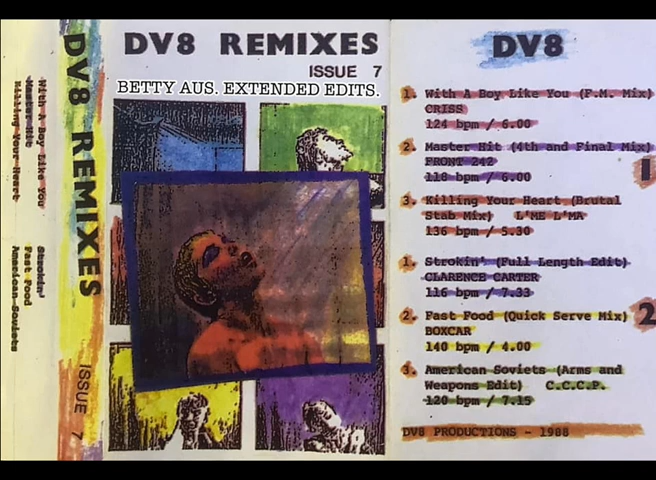 With A Boy Like You
Master Hit
Killing Your Heart
Strokin'
Fast Food
American Soviets
DV8 REMIXES
ISSUE 7
DV8 REMIXES
ISSUE 7
BETTY AUS. EXTENDED EDITS.
DV8
1. With A Boy Like You (P.M. Mix)
CRISS
124 bpm / 6.00
2. Master Hit (4th and Final Mix)
FRONT 242
118 bpm / 6.00
1
3. Killing Your Heart (Brutal
Stab Mix) L'ME L'MA
136 bpm / 5.30
1. Strokin' (Full Length Edit)
CLARENCE CARTER
116 bpm / 7.33
2. Fast Food (Quick Serve Mix)
BOXCAR
140 bpm / 4.00
2
3. American Soviets (Arms and
Weapons Edit) C.C.C.P.
120 bpm / 7.15
DV8 PRODUCTIONS - 1988